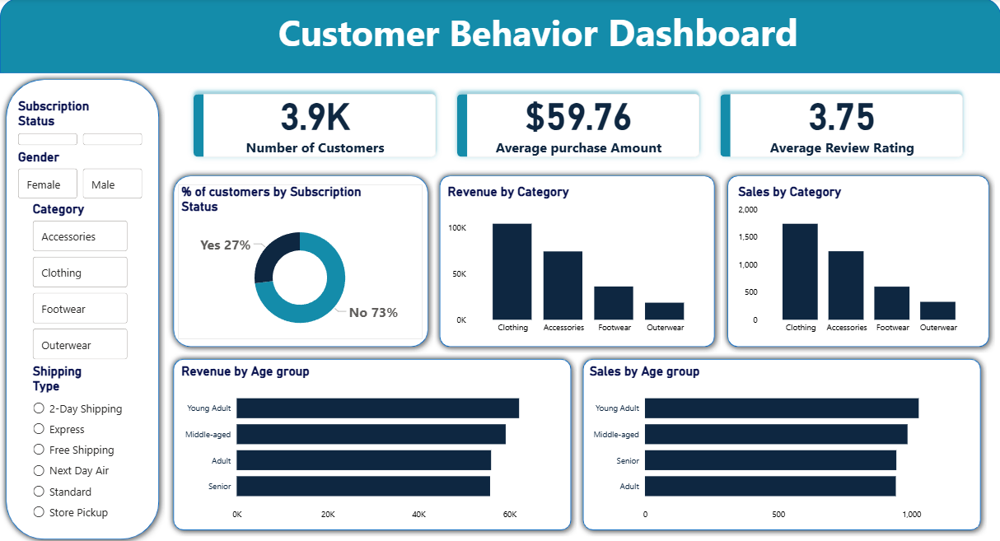 Customer Behavior Dashboard
Subscription
Status
Gender
Female Male
Category
Accessories
Clothing
Footwear
Outerwear
Shipping
Type
2-Day Shipping
Express
Free Shipping
Next Day Air
Standard
Store Pickup
3.9K
Number of Customers
$59.76
Average purchase Amount
3.75
Average Review Rating
% of customers by Subscription
Status
Yes 27%
No 73%
Revenue by Category
100K
50K
0K
Clothing Accessories Footwear Outerwear
Sales by Category
2,000
1,500
1,000
500
0
Clothing Accessories Footwear Outerwear
Revenue by Age group
Young Adult
Middle-aged
Adult
Senior
0K 20K 40K 60K
Sales by Age group
Young Adult
Middle-aged
Senior
Adult
0 500 1,000